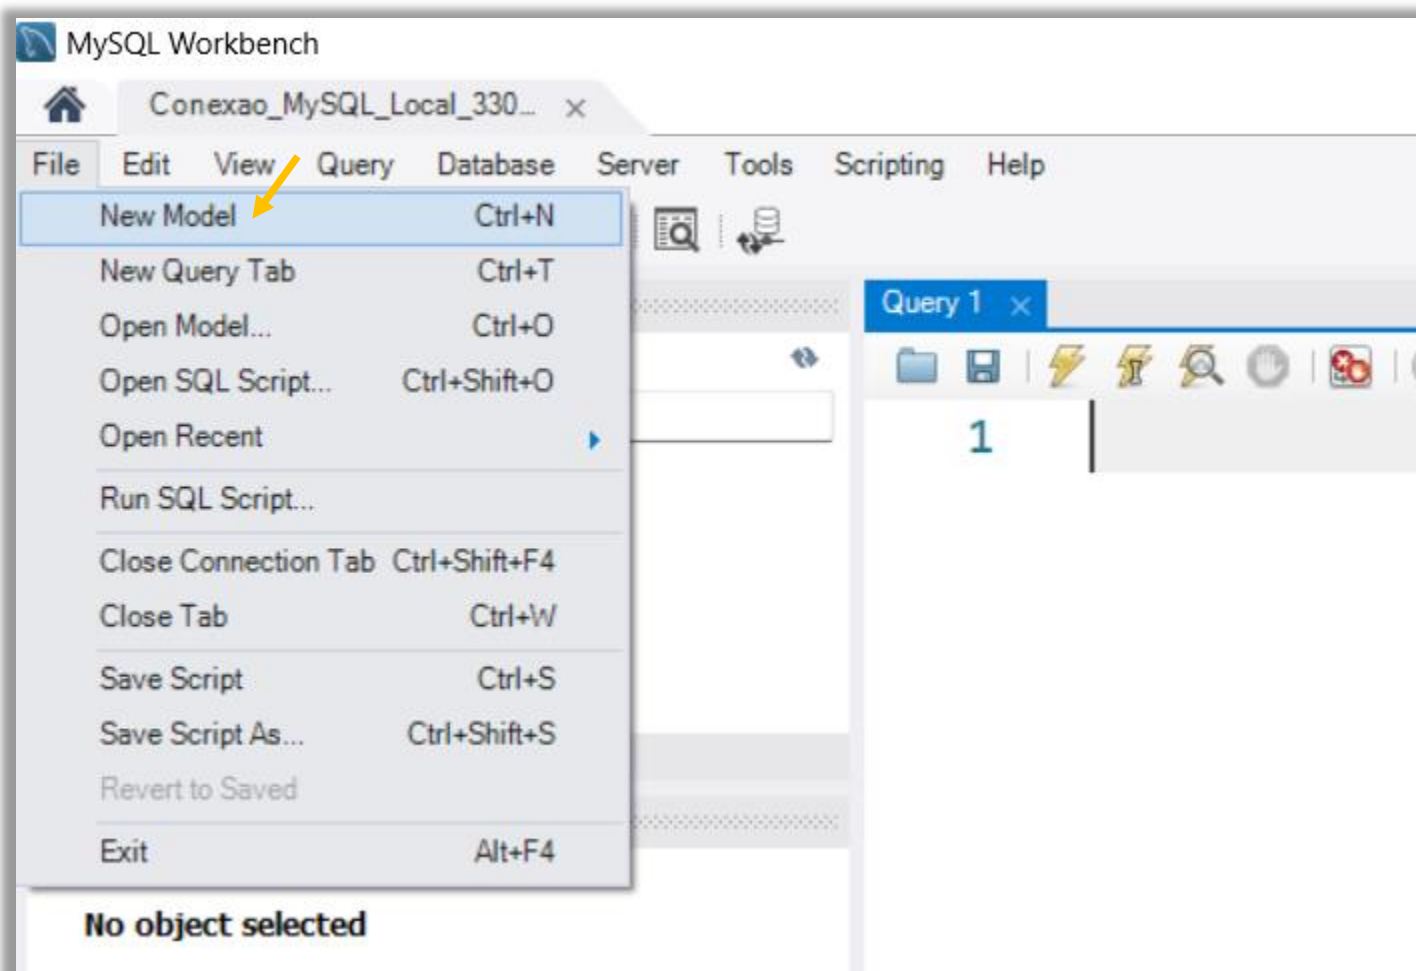 MySQL Workbench
Conexao_MySQL_Local_330... ×
File Edit View Query Database Server Tools Scripting Help
New Model Ctrl+N
New Query Tab Ctrl+T
Open Model... Ctrl+O
Open SQL Script... Ctrl+Shift+O
Open Recent
Run SQL Script...
Close Connection Tab Ctrl+Shift+F4
Close Tab Ctrl+W
Save Script Ctrl+S
Save Script As... Ctrl+Shift+S
Revert to Saved
Exit Alt+F4
No object selected
Query 1 ×
1